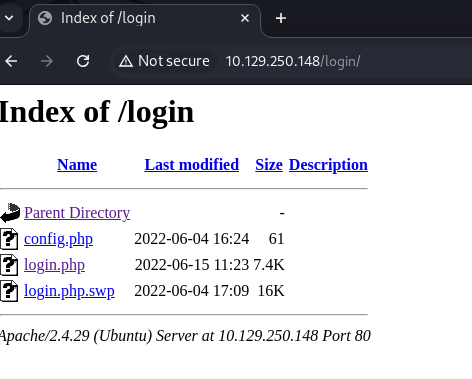 Index of /login
Not secure 10.129.250.148/login/
Index of /login
Name Last modified Size Description
Parent Directory -
config.php 2022-06-04 16:24 61
login.php 2022-06-15 11:23 7.4K
login.php.swp 2022-06-04 17:09 16K
Apache/2.4.29 (Ubuntu) Server at 10.129.250.148 Port 80